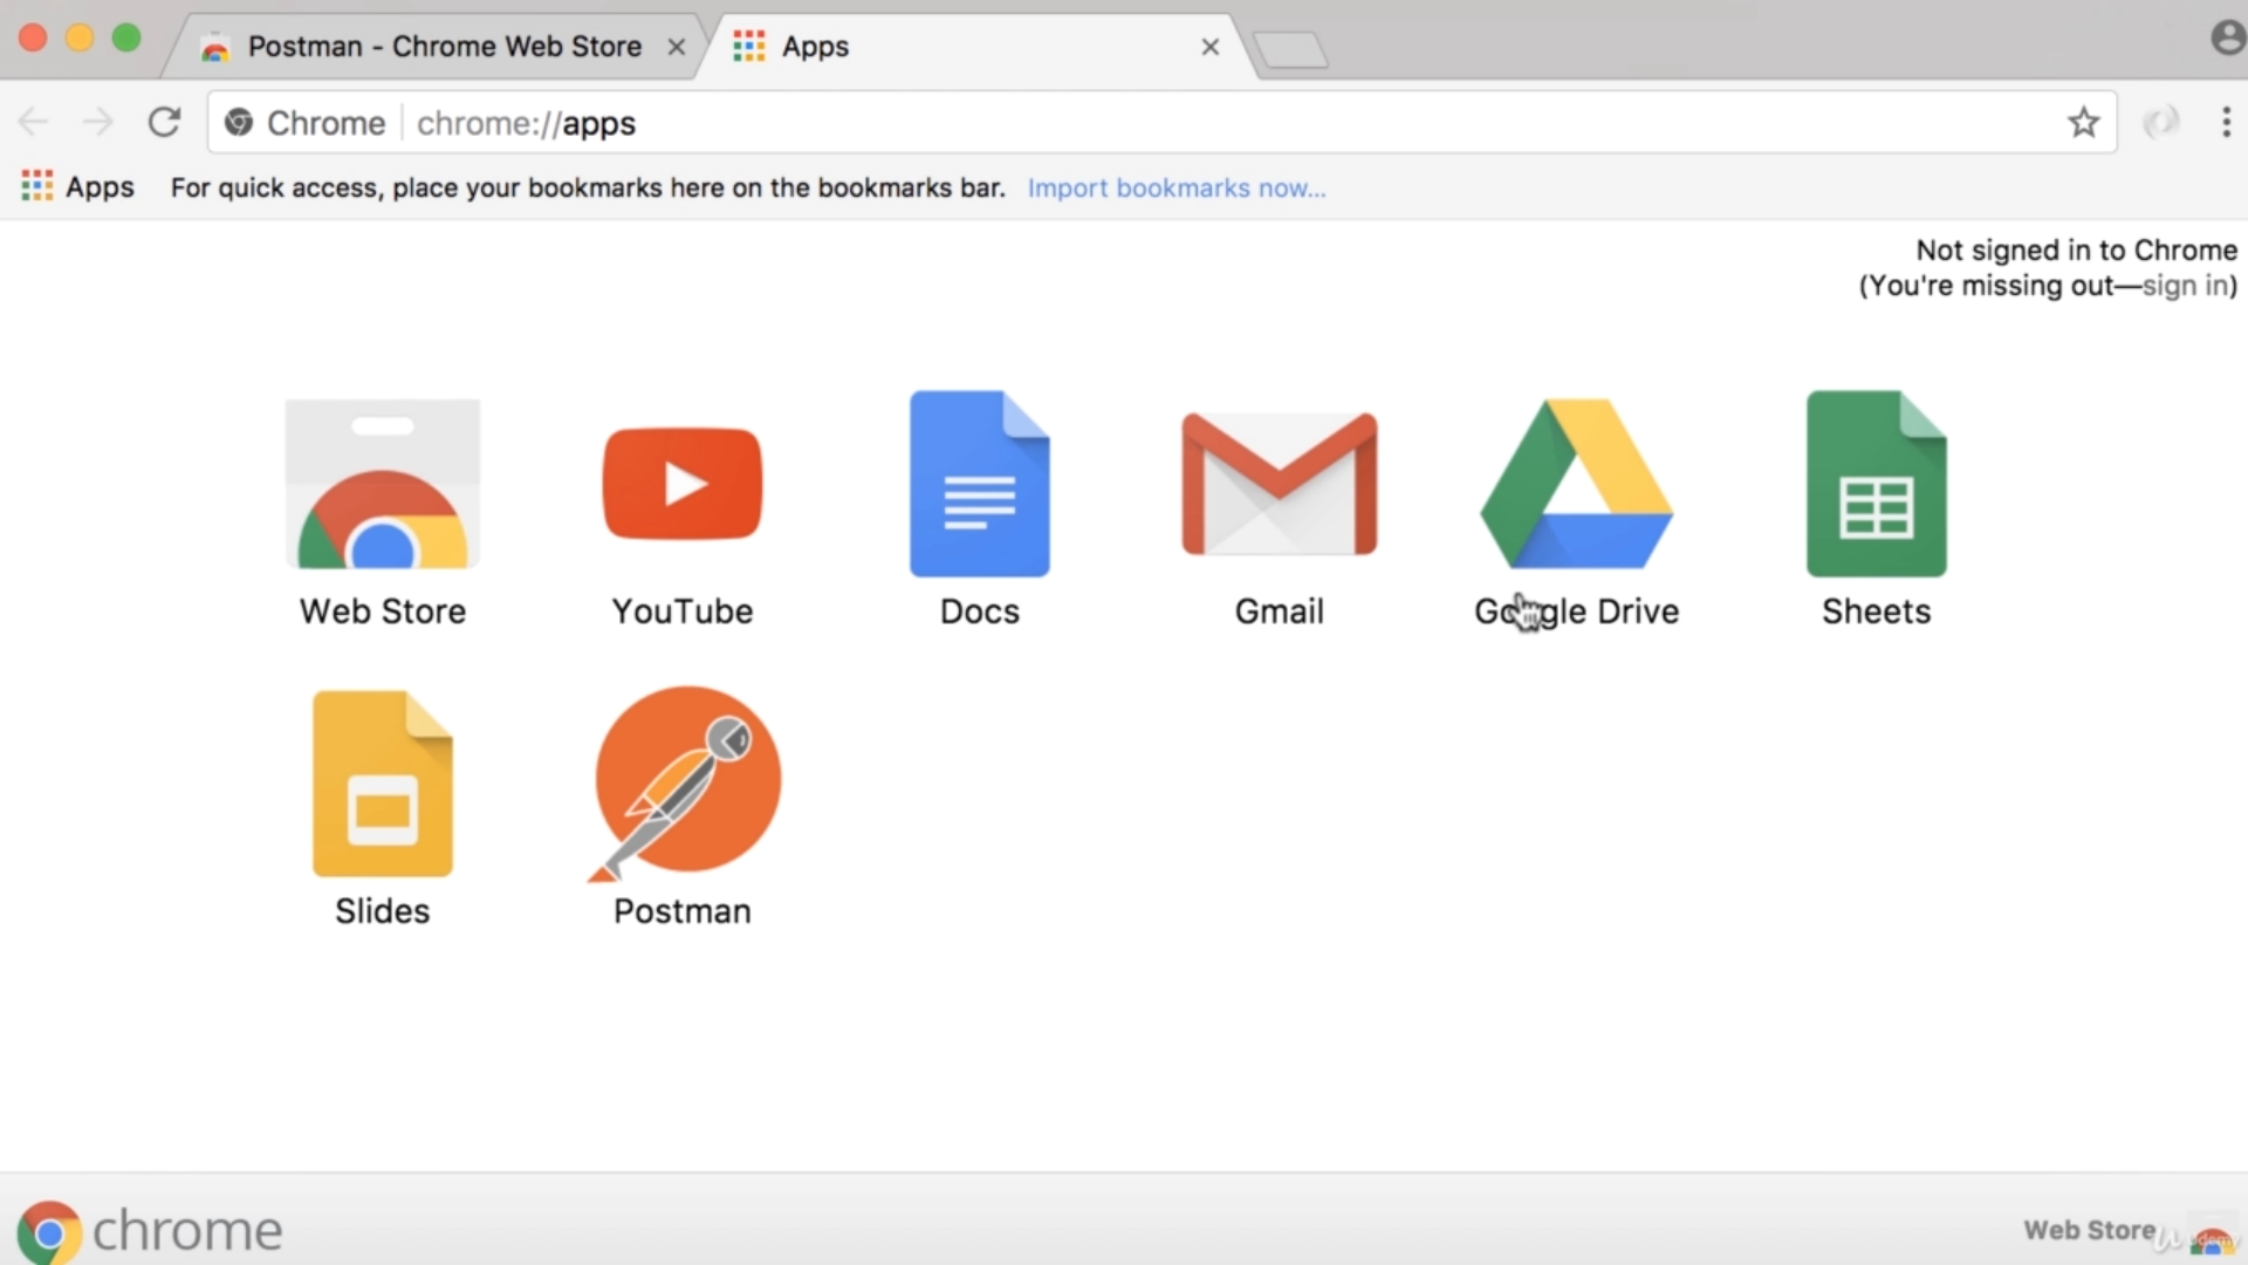 Postman - Chrome Web Store
Apps
Chrome chrome://apps
Apps For quick access, place your bookmarks here on the bookmarks bar. Import bookmarks now...
Not signed in to Chrome
(You're missing out—sign in)
Web Store YouTube Docs Gmail Google Drive Sheets
Slides Postman
chrome
Web Store
udemy